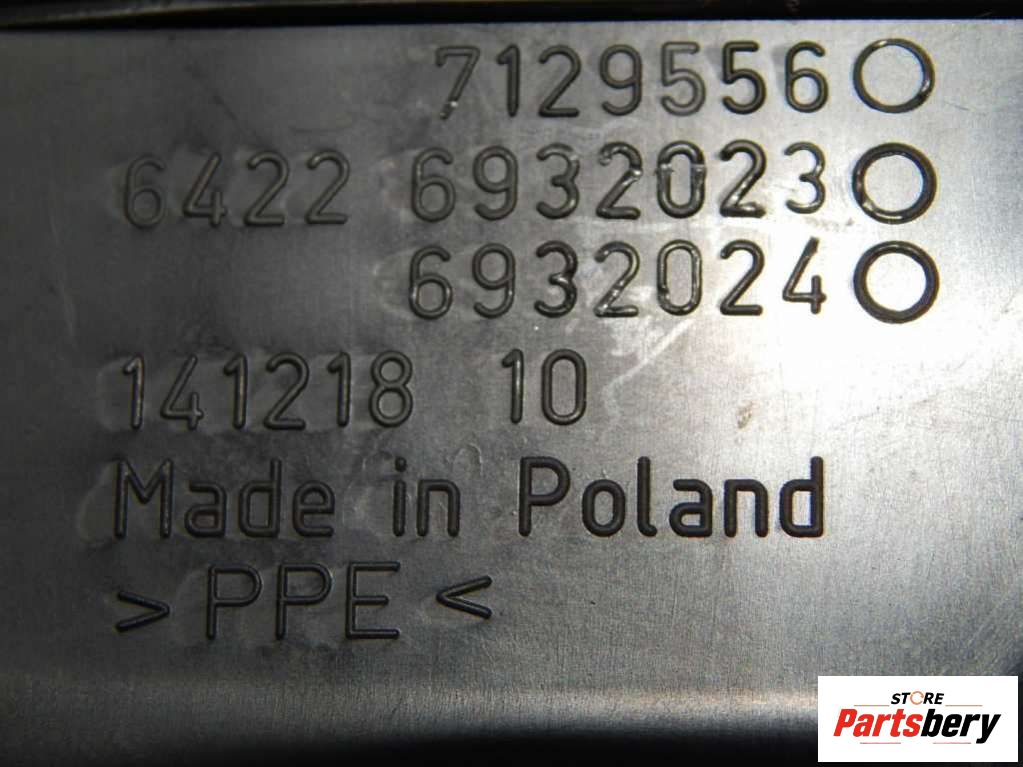 7129556
6422 6932023
6932024
141218 10
Made in Poland
>PPE<
STORE
Partsbery